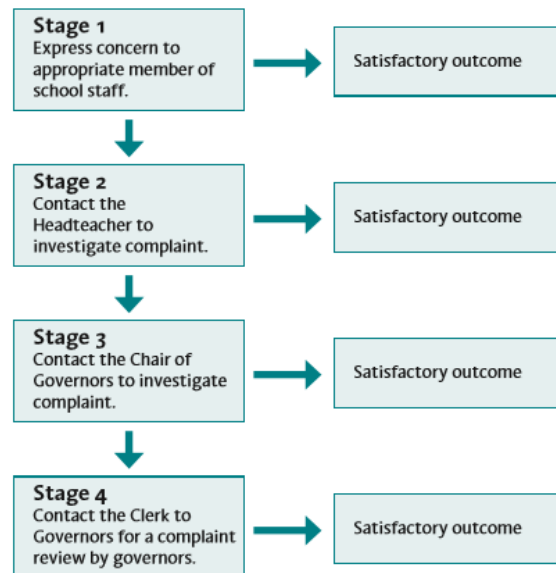 Stage 1
Express concern to
appropriate member of
school staff.
Satisfactory outcome
Stage 2
Contact the
Headteacher to
investigate complaint.
Satisfactory outcome
Stage 3
Contact the Chair of
Governors to investigate
complaint.
Satisfactory outcome
Stage 4
Contact the Clerk to
Governors for a complaint
review by governors.
Satisfactory outcome